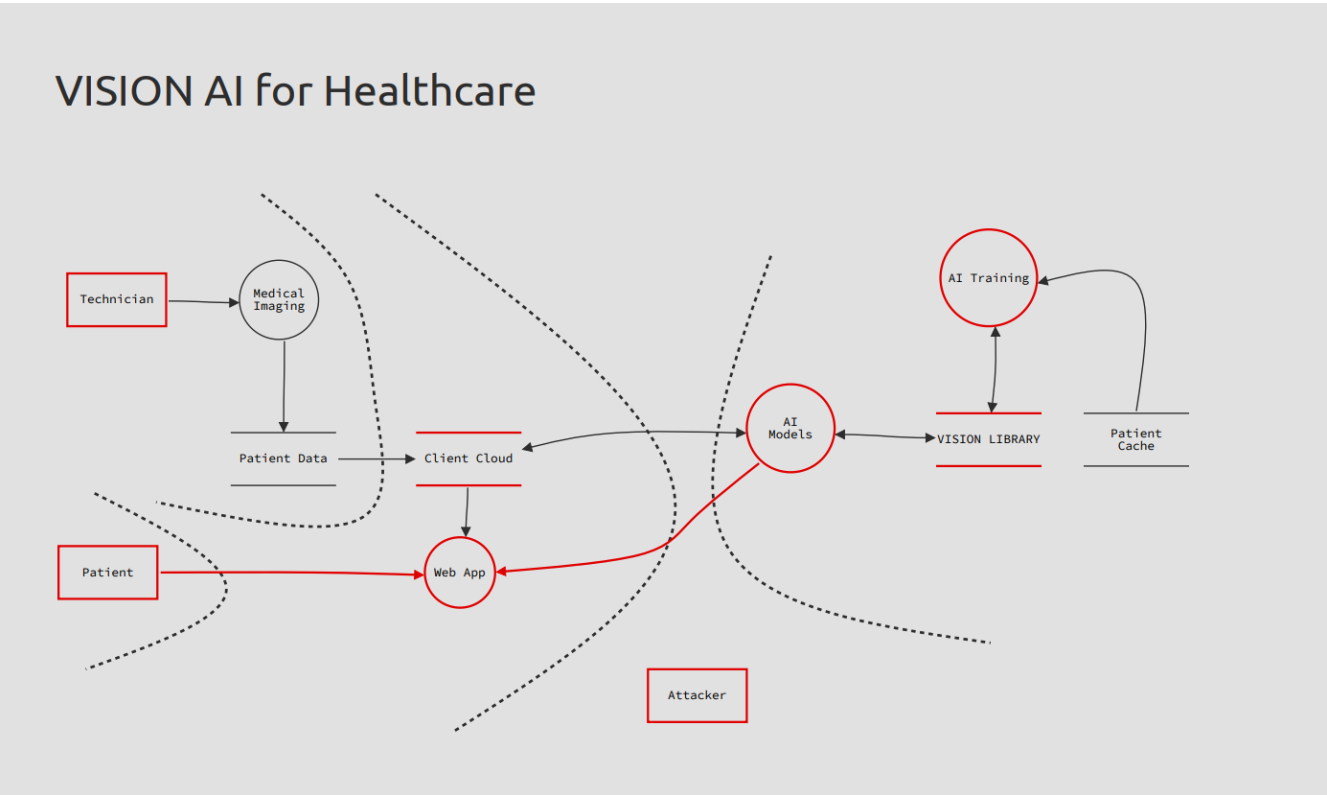 VISION AI for Healthcare
Technician
Medical
Imaging
AI Training
Patient Data
Client Cloud
AI
Models
VISION LIBRARY
Patient
Cache
Patient
Web App
Attacker